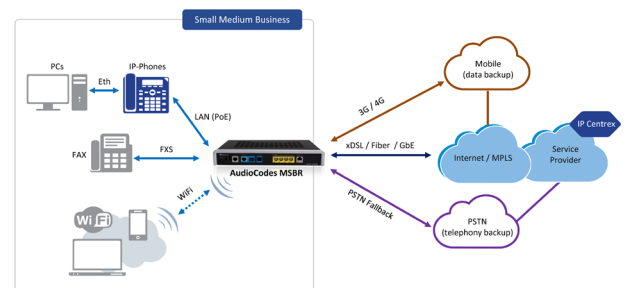 Small Medium Business
PCs
IP-Phones
Eth
LAN (PoE)
FAX
FXS
AudioCodes MSBR
WiFi
Wi Fi
3G / 4G
xDSL / Fiber / GbE
PSTN Fallback
Mobile
(data backup)
IP Centrex
Internet / MPLS
Service
Provider
PSTN
(telephony backup)